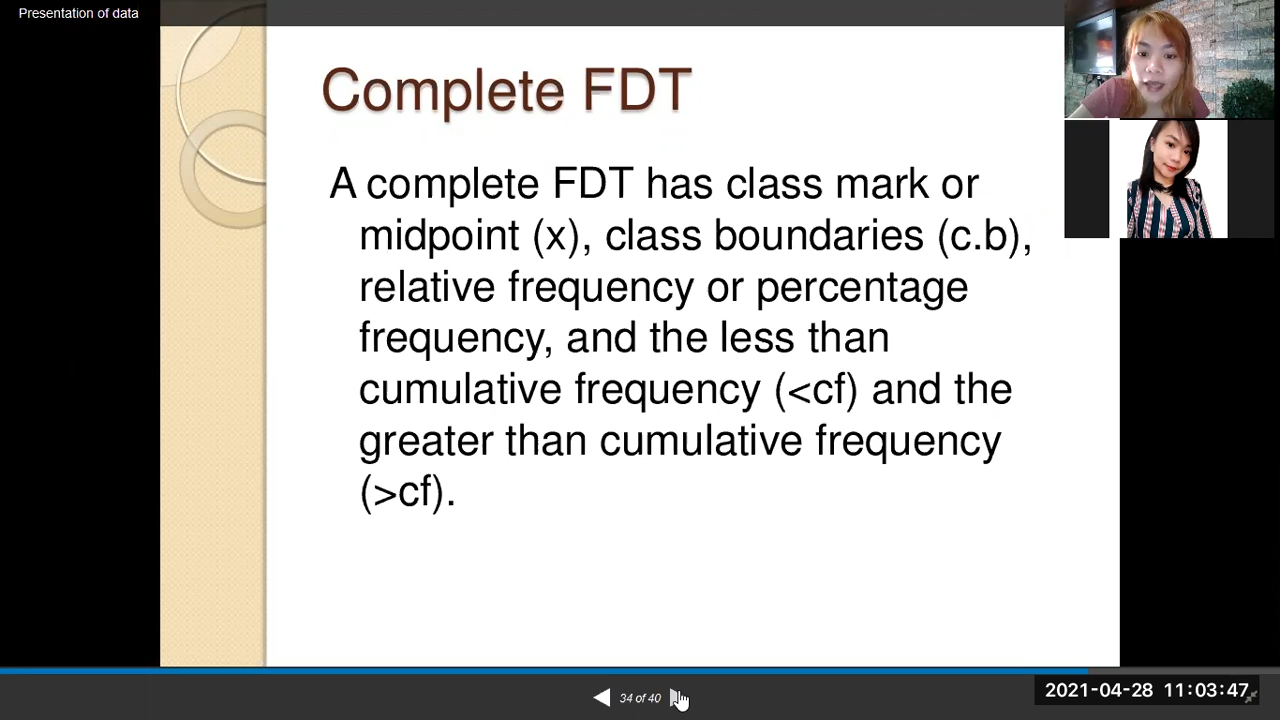 Presentation of data
Complete FDT
A complete FDT has class mark or
midpoint (x), class boundaries (c.b),
relative frequency or percentage
frequency, and the less than
cumulative frequency (<cf) and the
greater than cumulative frequency
(>cf).
34 of 40
2021-04-28 11:03:47